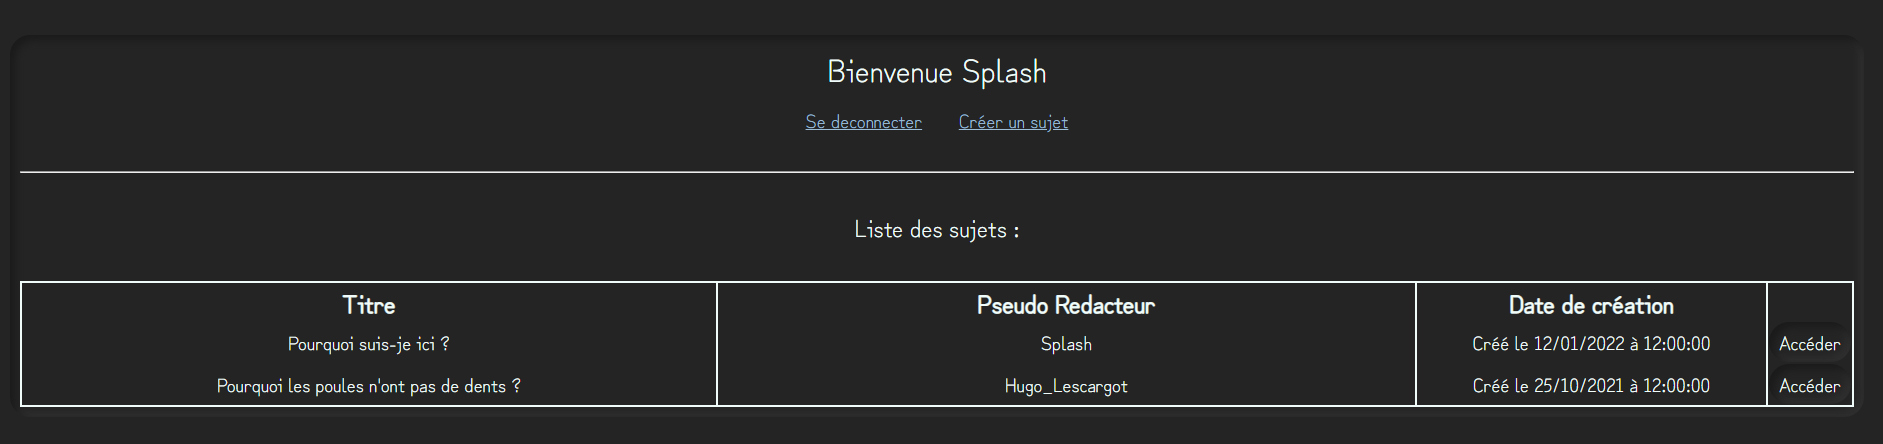 Bienvenue Splash
Se deconnecter Créer un sujet
Liste des sujets :
Titre Pseudo Redacteur Date de création
Pourquoi suis-je ici ? Splash Créé le 12/01/2022 à 12:00:00 Accéder
Pourquoi les poules n'ont pas de dents ? Hugo_Lescargot Créé le 25/10/2021 à 12:00:00 Accéder